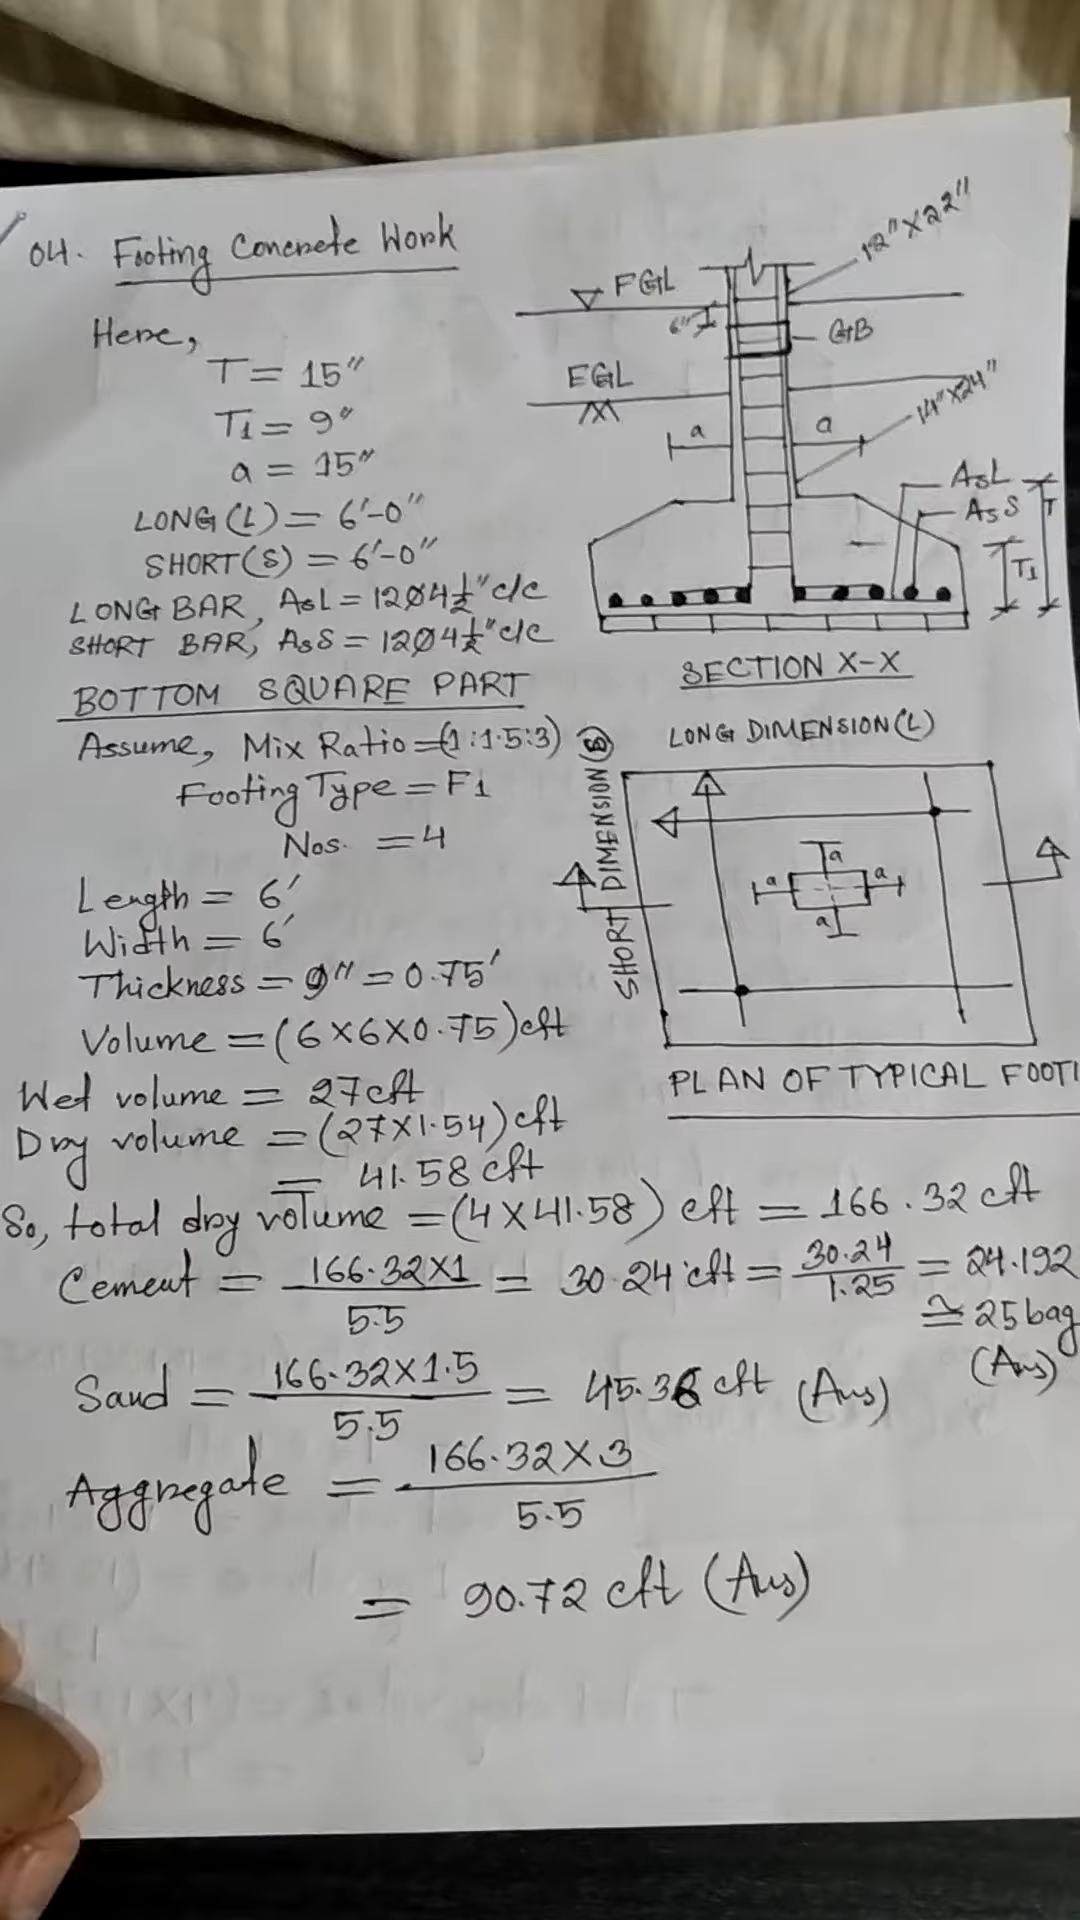 04. Footing Concrete Work
Here,
T = 15"
T1 = 9"
a = 15"
LONG (L) = 6'-0"
SHORT(S) = 6'-0"
LONG BAR, ASL = 12Ø4½" c/c
SHORT BAR, ASS = 12Ø4½" c/c
12" X 22"
FGL
6"
GB
EGL
14" X 24"
a
a
ASL
ASS
T
T1
SECTION X-X
BOTTOM SQUARE PART
Assume, Mix Ratio = (1:1.5:3)
Footing Type = F1
Nos. = 4
Length = 6'
Width = 6'
Thickness = 9" = 0.75'
Volume = (6×6×0.75) cft
LONG DIMENSION (L)
SHORT DIMENSION (S)
a
a
a
a
PLAN OF TYPICAL FOOTI
Wet volume = 27 cft
Dry volume = (27×1.54) cft
= 41.58 cft
So, total dry volume = (4 X 41.58) cft = 166.32 cft
Cement = 166.32×1 / 5.5 = 30.24 cft = 30.24 / 1.25 = 24.192
≅ 25 bag
(Ans)
Sand = 166.32×1.5 / 5.5 = 45.36 cft (Ans)
Aggregate = 166.32 × 3 / 5.5
= 90.72 cft (Ans)